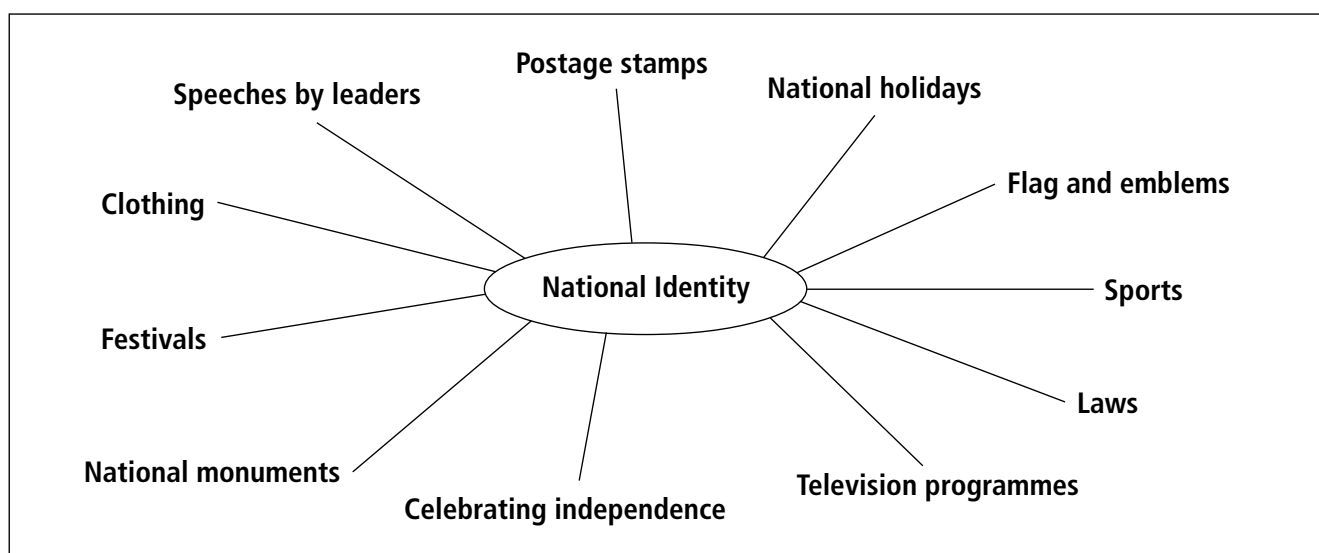 Postage stamps
Speeches by leaders
National holidays
Flag and emblems
Clothing
National Identity
Sports
Festivals
Laws
National monuments
Television programmes
Celebrating independence